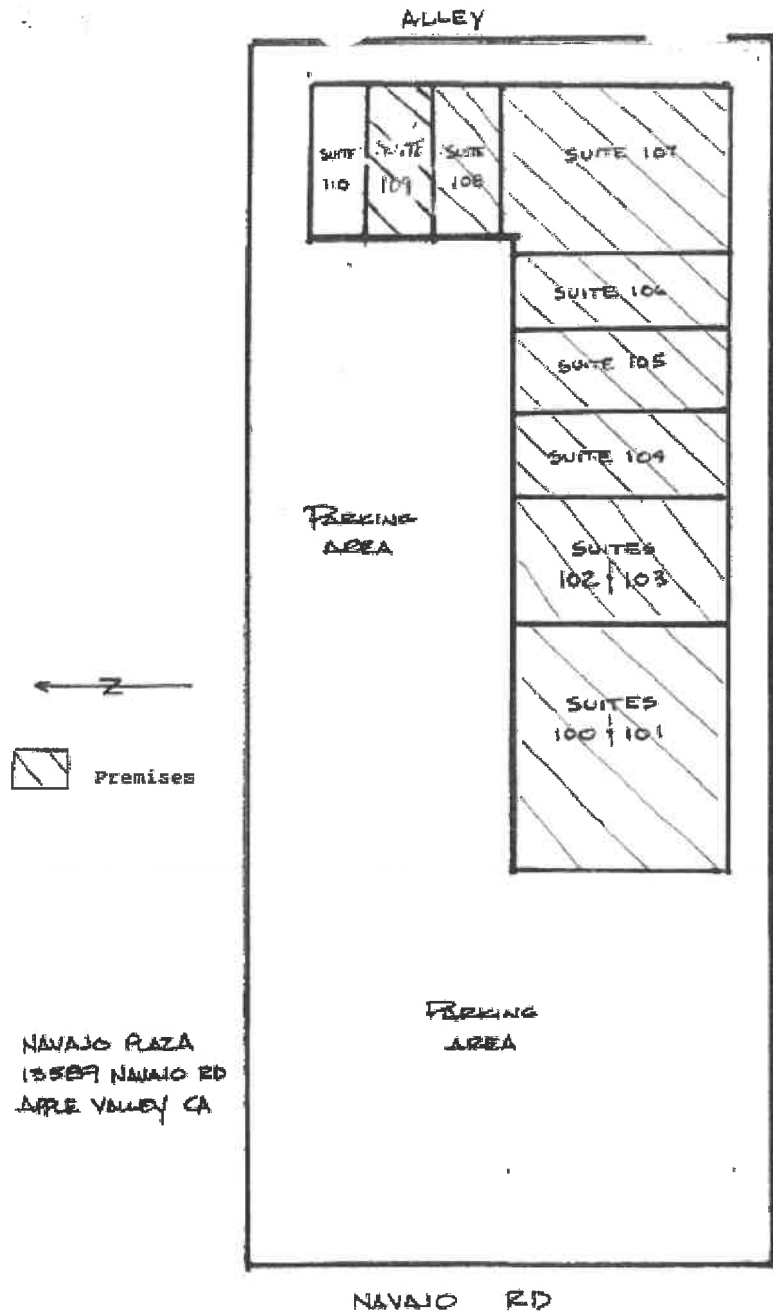 ALLEY
SUITE
110
SUITE
109
SUITE
108
SUITE 107
SUITE 106
SUITE 105
SUITE 104
PARKING
AREA
SUITES
102 & 103
N
SUITES
100 & 101
Premises
PARKING
AREA
NAVAJO PLAZA
13589 NAVAJO RD
APPLE VALLEY CA
NAVAJO RD